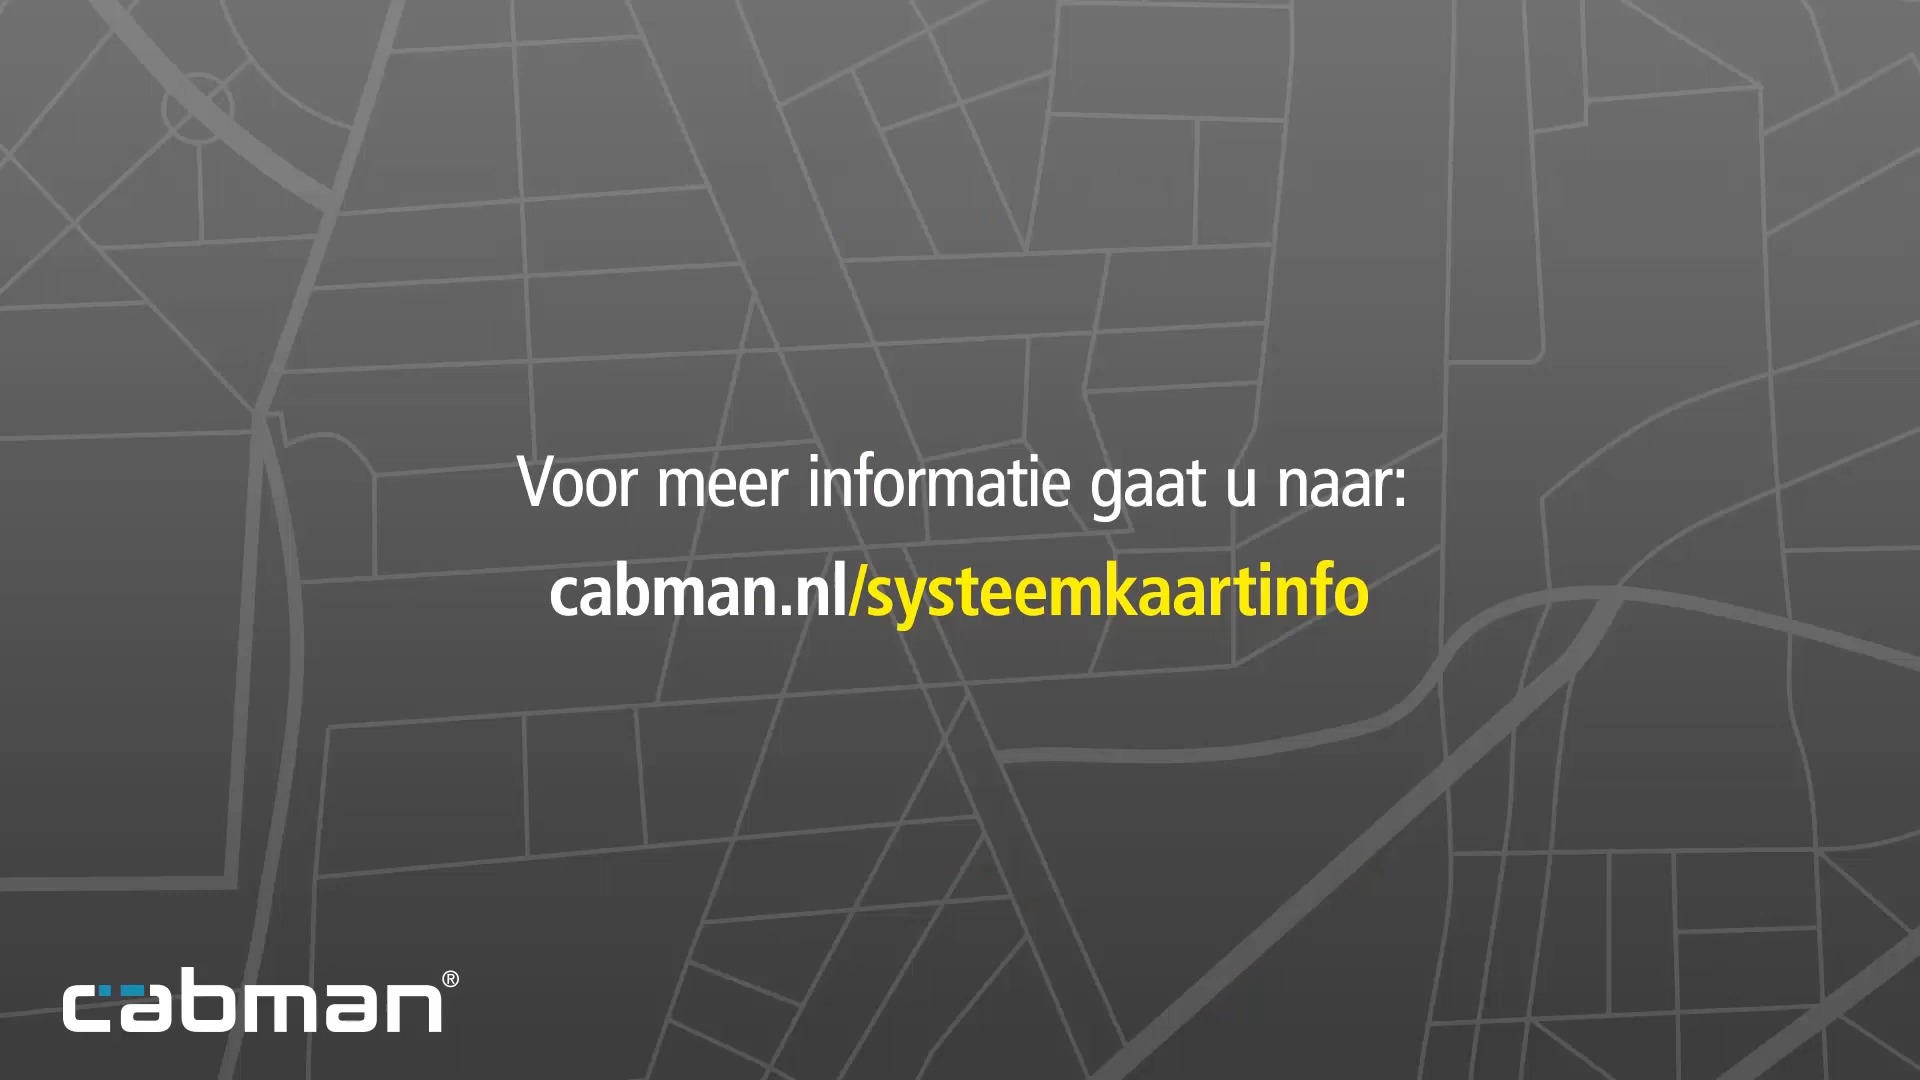 Voor meer informatie gaat u naar:
cabman.nl/systeemkaartinfo
cabman®